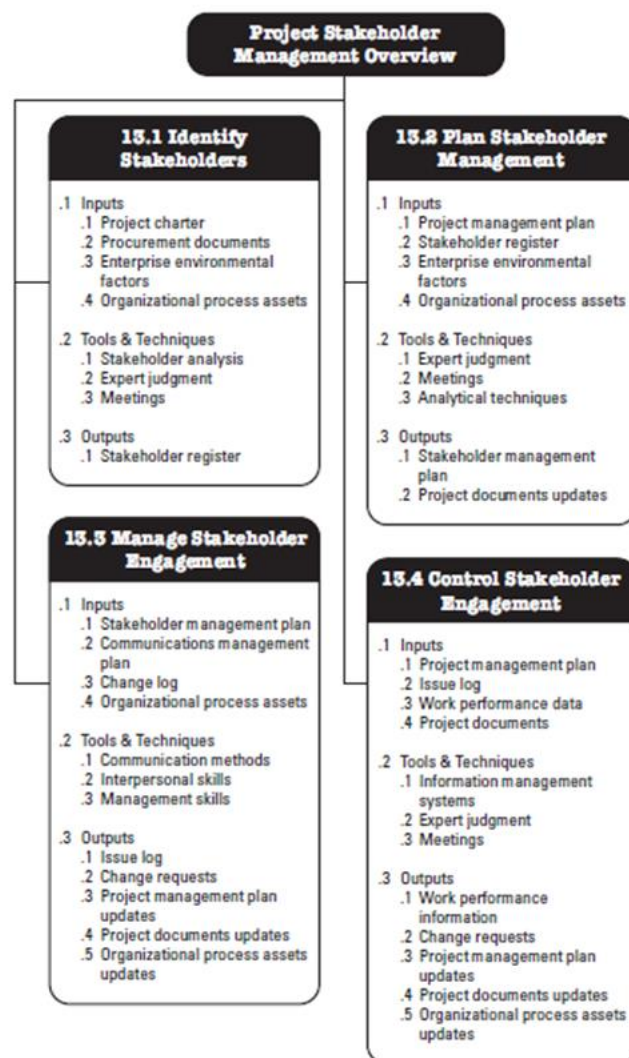 Project Stakeholder
Management Overview
13.1 Identify
Stakeholders
.1 Inputs
.1 Project charter
.2 Procurement documents
.3 Enterprise environmental
factors
.4 Organizational process assets
.2 Tools & Techniques
.1 Stakeholder analysis
.2 Expert judgment
.3 Meetings
.3 Outputs
.1 Stakeholder register
13.2 Plan Stakeholder
Management
.1 Inputs
.1 Project management plan
.2 Stakeholder register
.3 Enterprise environmental
factors
.4 Organizational process assets
.2 Tools & Techniques
.1 Expert judgment
.2 Meetings
.3 Analytical techniques
.3 Outputs
.1 Stakeholder management
plan
.2 Project documents updates
13.3 Manage Stakeholder
Engagement
.1 Inputs
.1 Stakeholder management plan
.2 Communications management
plan
.3 Change log
.4 Organizational process assets
.2 Tools & Techniques
.1 Communication methods
.2 Interpersonal skills
.3 Management skills
.3 Outputs
.1 Issue log
.2 Change requests
.3 Project management plan
updates
.4 Project documents updates
.5 Organizational process assets
updates
13.4 Control Stakeholder
Engagement
.1 Inputs
.1 Project management plan
.2 Issue log
.3 Work performance data
.4 Project documents
.2 Tools & Techniques
.1 Information management
systems
.2 Expert judgment
.3 Meetings
.3 Outputs
.1 Work performance
information
.2 Change requests
.3 Project management plan
updates
.4 Project documents updates
.5 Organizational process assets
updates